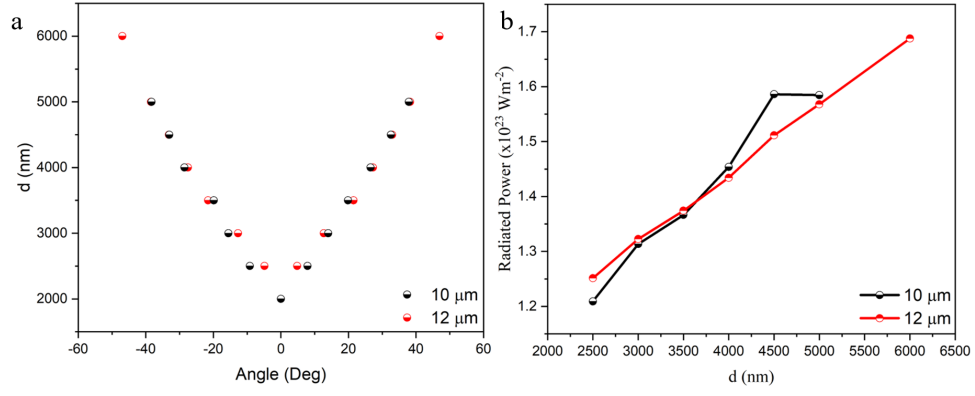 a
6000
5000
4000
3000
2000
d (nm)
-60
-40
-20
0
20
40
60
Angle (Deg)
10 μm
12 μm
b
1.7
1.6
1.5
1.4
1.3
1.2
Radiated Power (x10²³ Wm⁻²)
2000
2500
3000
3500
4000
4500
5000
5500
6000
6500
d (nm)
10 μm
12 μm